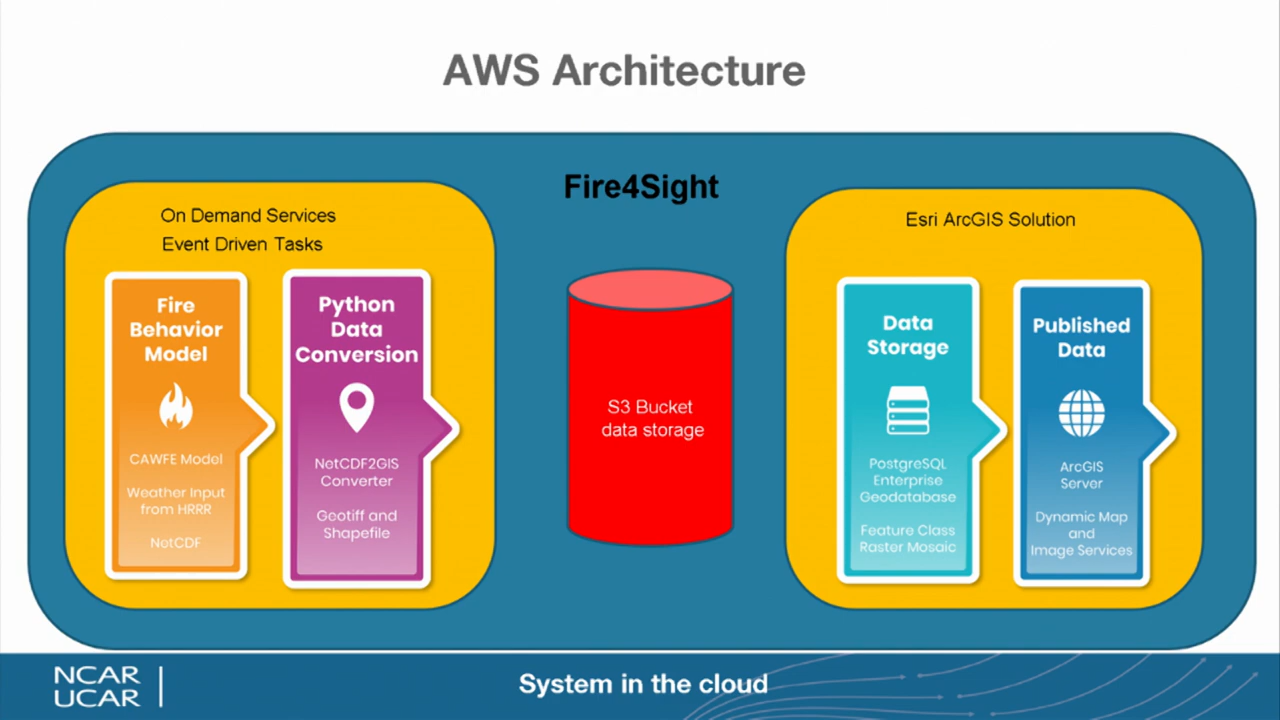 AWS Architecture
Fire4Sight
On Demand Services
Event Driven Tasks
Fire
Behavior
Model
CAWFE Model
Weather Input
from HRRR
NetCDF
Python
Data
Conversion
NetCDF2GIS
Converter
Geotiff and
Shapefile
S3 Bucket
data storage
Esri ArcGIS Solution
Data
Storage
PostgreSQL
Enterprise
Geodatabase
Feature Class
Raster Mosaic
Published
Data
ArcGIS
Server
Dynamic Map
and
Image Services
NCAR
UCAR
System in the cloud